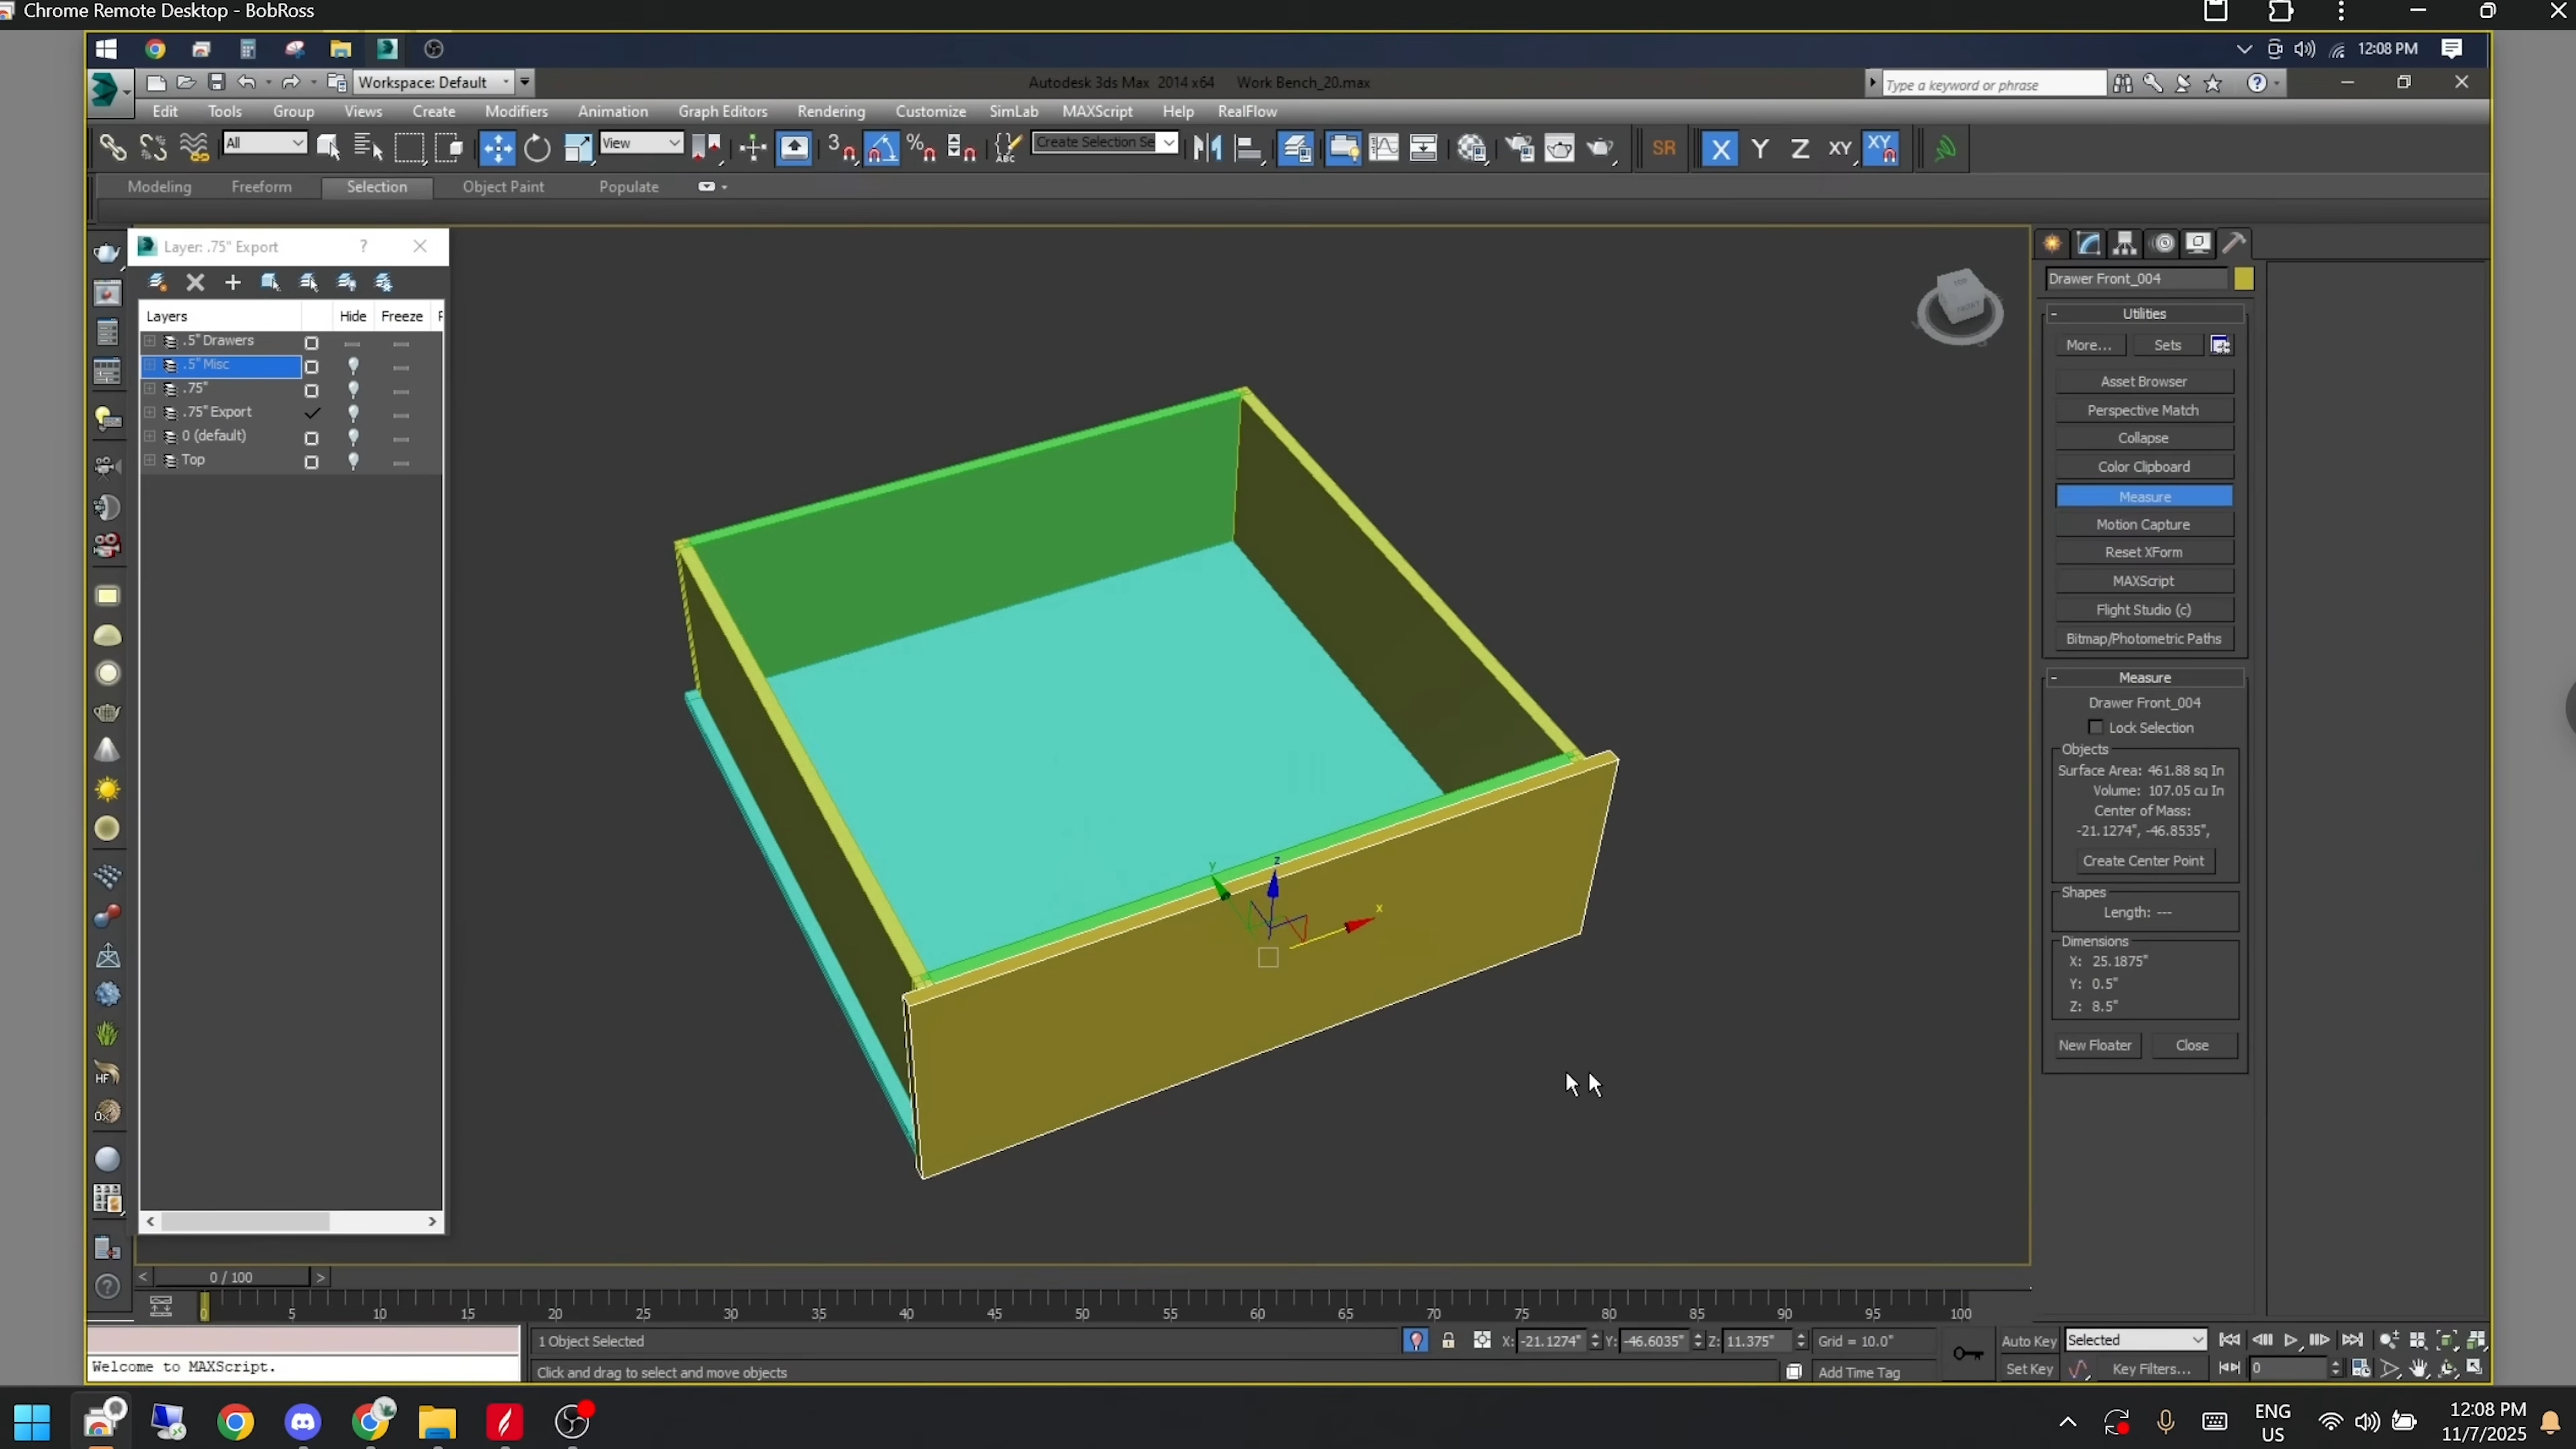 Chrome Remote Desktop - BobRoss
12:08 PM
Workspace: Default
Autodesk 3ds Max 2014 x64 Work Bench_20.max
Type a keyword or phrase
Edit Tools Group Views Create Modifiers Animation Graph Editors Rendering Customize SimLab MAXScript Help RealFlow
All View 3 % ABC Create Selection Se SR X Y Z XY XY
Modeling Freeform Selection Object Paint Populate
Layer: .75" Export ?
Layers Hide Freeze
.5" Drawers
.5" Misc
.75"
.75" Export
0 (default)
Top
HF
TOP
FRONT
z
y
x
Drawer Front_004
- Utilities
More... Sets
Asset Browser
Perspective Match
Collapse
Color Clipboard
Measure
Motion Capture
Reset XForm
MAXScript
Flight Studio (c)
Bitmap/Photometric Paths
- Measure
Drawer Front_004
Lock Selection
Objects
Surface Area: 461.88 sq In
Volume: 107.05 cu In
Center of Mass:
-21.1274", -46.8535",
Create Center Point
Shapes
Length: ---
Dimensions
X: 25.1875"
Y: 0.5"
Z: 8.5"
New Floater Close
< 0 / 100 >
0 5 10 15 20 25 30 35 40 45 50 55 60 65 70 75 80 85 90 95 100
1 Object Selected X: -21.1274" Y: -46.6035" Z: 11.375" Grid = 10.0" Auto Key Selected
Welcome to MAXScript. Click and drag to select and move objects Add Time Tag Set Key Key Filters... 0
ENG
US
12:08 PM
11/7/2025